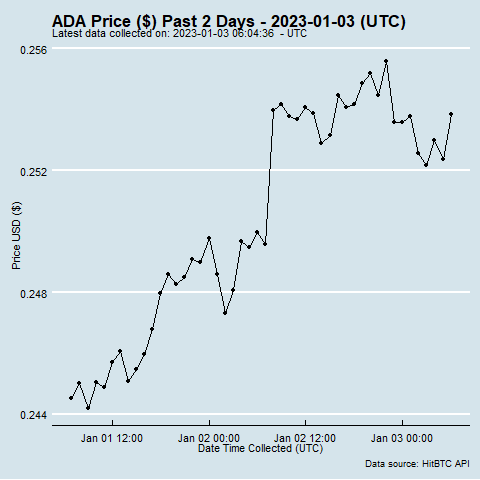 ADA Price ($) Past 2 Days - 2023-01-03 (UTC)
Latest data collected on: 2023-01-03 06:04:36 - UTC
0.256
0.252
0.248
0.244
Price USD ($)
Jan 01 12:00 Jan 02 00:00 Jan 02 12:00 Jan 03 00:00
Date Time Collected (UTC)
Data source: HitBTC API